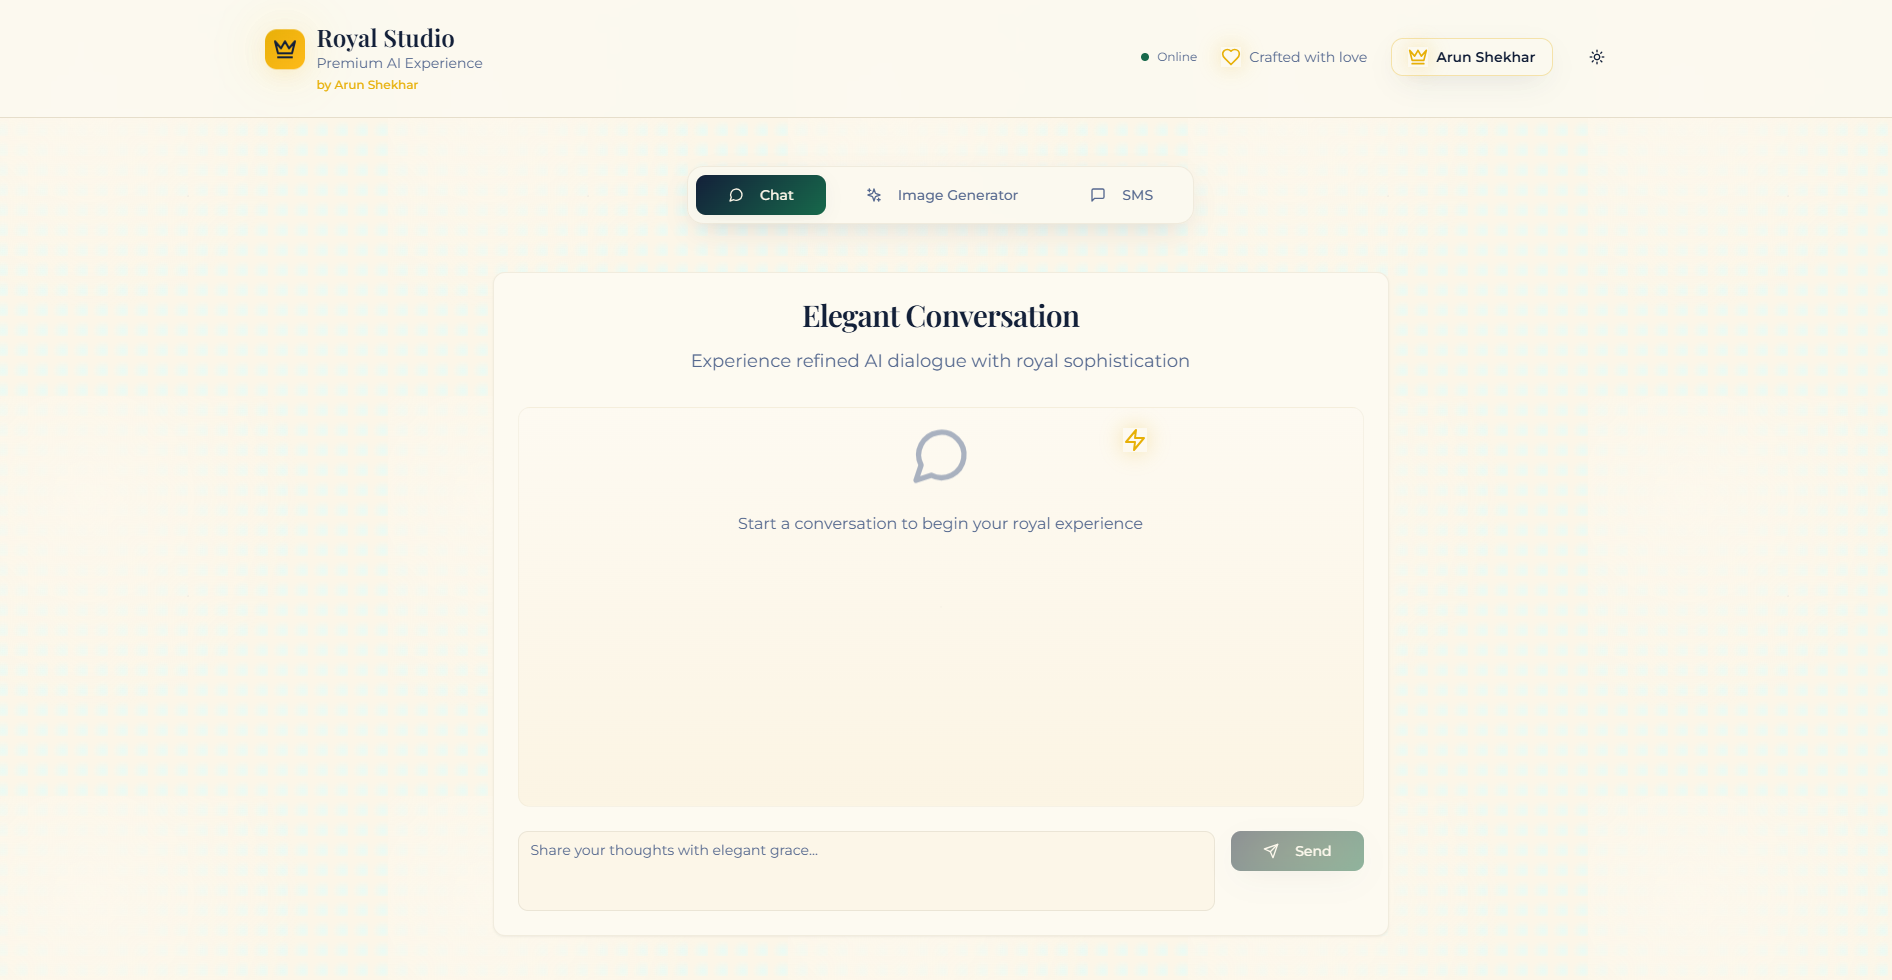 Royal Studio
Premium AI Experience
by Arun Shekhar
Online
Crafted with love
Arun Shekhar
Chat
Image Generator
SMS
Elegant Conversation
Experience refined AI dialogue with royal sophistication
Start a conversation to begin your royal experience
Share your thoughts with elegant grace...
Send